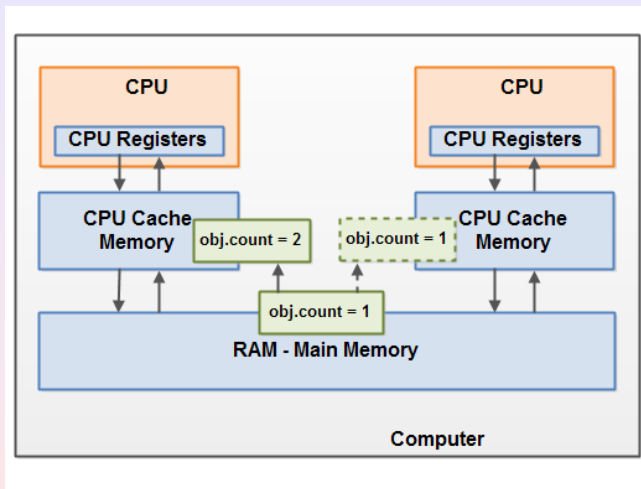 CPU
CPU Registers
CPU Cache
Memory
obj.count = 2
CPU
CPU Registers
CPU Cache
Memory
obj.count = 1
obj.count = 1
RAM - Main Memory
Computer